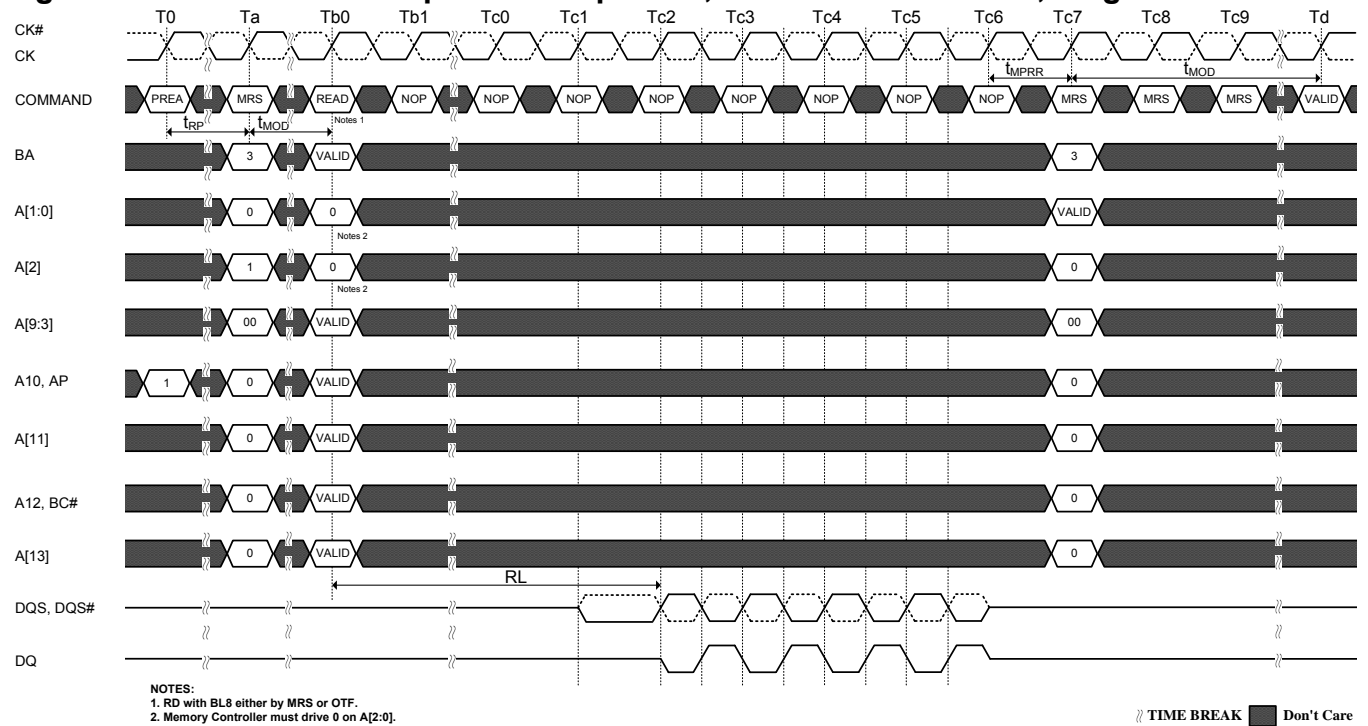 T0 Ta Tb0 Tb1 Tc0 Tc1 Tc2 Tc3 Tc4 Tc5 Tc6 Tc7 Tc8 Tc9 Td
CK#
CK
tMPRR tMOD
COMMAND PREA MRS READ NOP NOP NOP NOP NOP NOP NOP NOP MRS MRS MRS VALID
tRP tMOD Notes 1
BA 3 VALID 3
A[1:0] 0 0 VALID
Notes 2
A[2] 1 0 0
Notes 2
A[9:3] 00 VALID 00
A10, AP 1 0 VALID 0
A[11] 0 VALID 0
A12, BC# 0 VALID 0
A[13] 0 VALID 0
RL
DQS, DQS#
DQ
NOTES:
1. RD with BL8 either by MRS or OTF.
2. Memory Controller must drive 0 on A[2:0].
TIME BREAK Don't Care